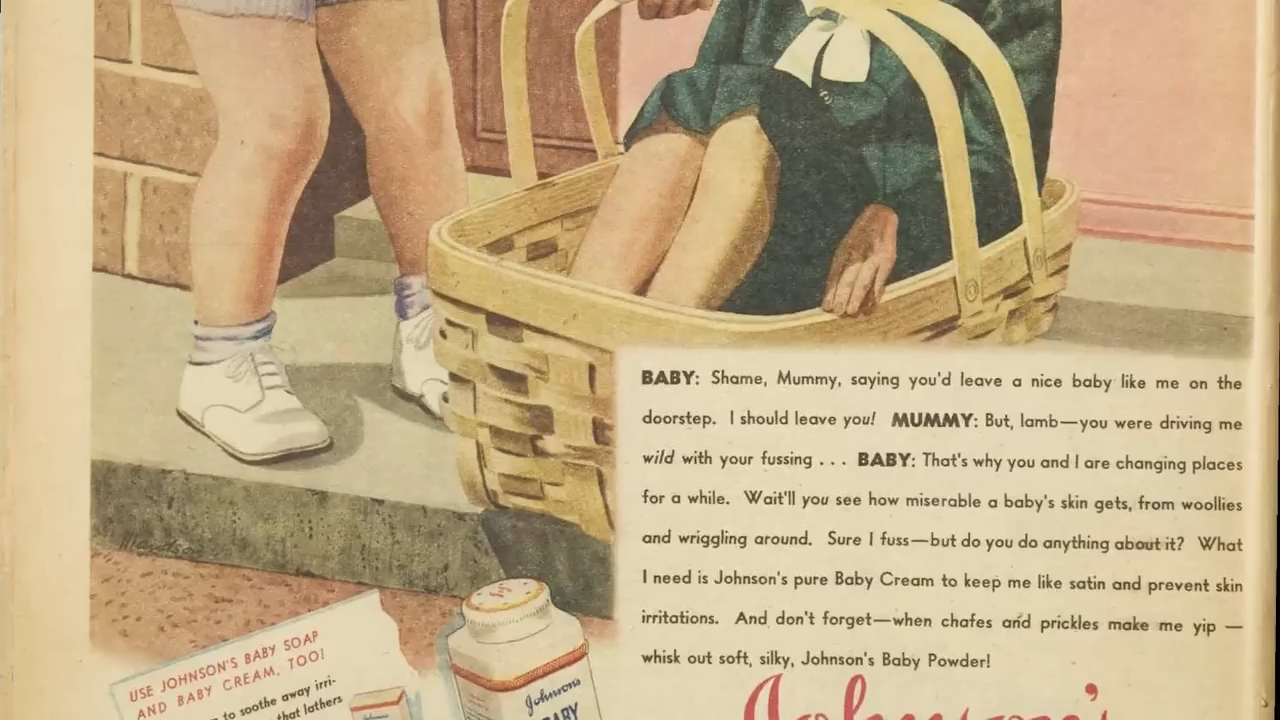 BABY: Shame, Mummy, saying you'd leave a nice baby like me on the
doorstep. I should leave you! MUMMY: But, lamb—you were driving me
wild with your fussing . . . BABY: That's why you and I are changing places
for a while. Wait'll you see how miserable a baby's skin gets, from woollies
and wriggling around. Sure I fuss—but do you do anything about it? What
I need is Johnson's pure Baby Cream to keep me like satin and prevent skin
irritations. And don't forget—when chafes and prickles make me yip —
whisk out soft, silky, Johnson's Baby Powder!
USE JOHNSON'S BABY SOAP
AND BABY CREAM, TOO!
to soothe away irri-
that lathers
Johnson's
BABY
Johnson's